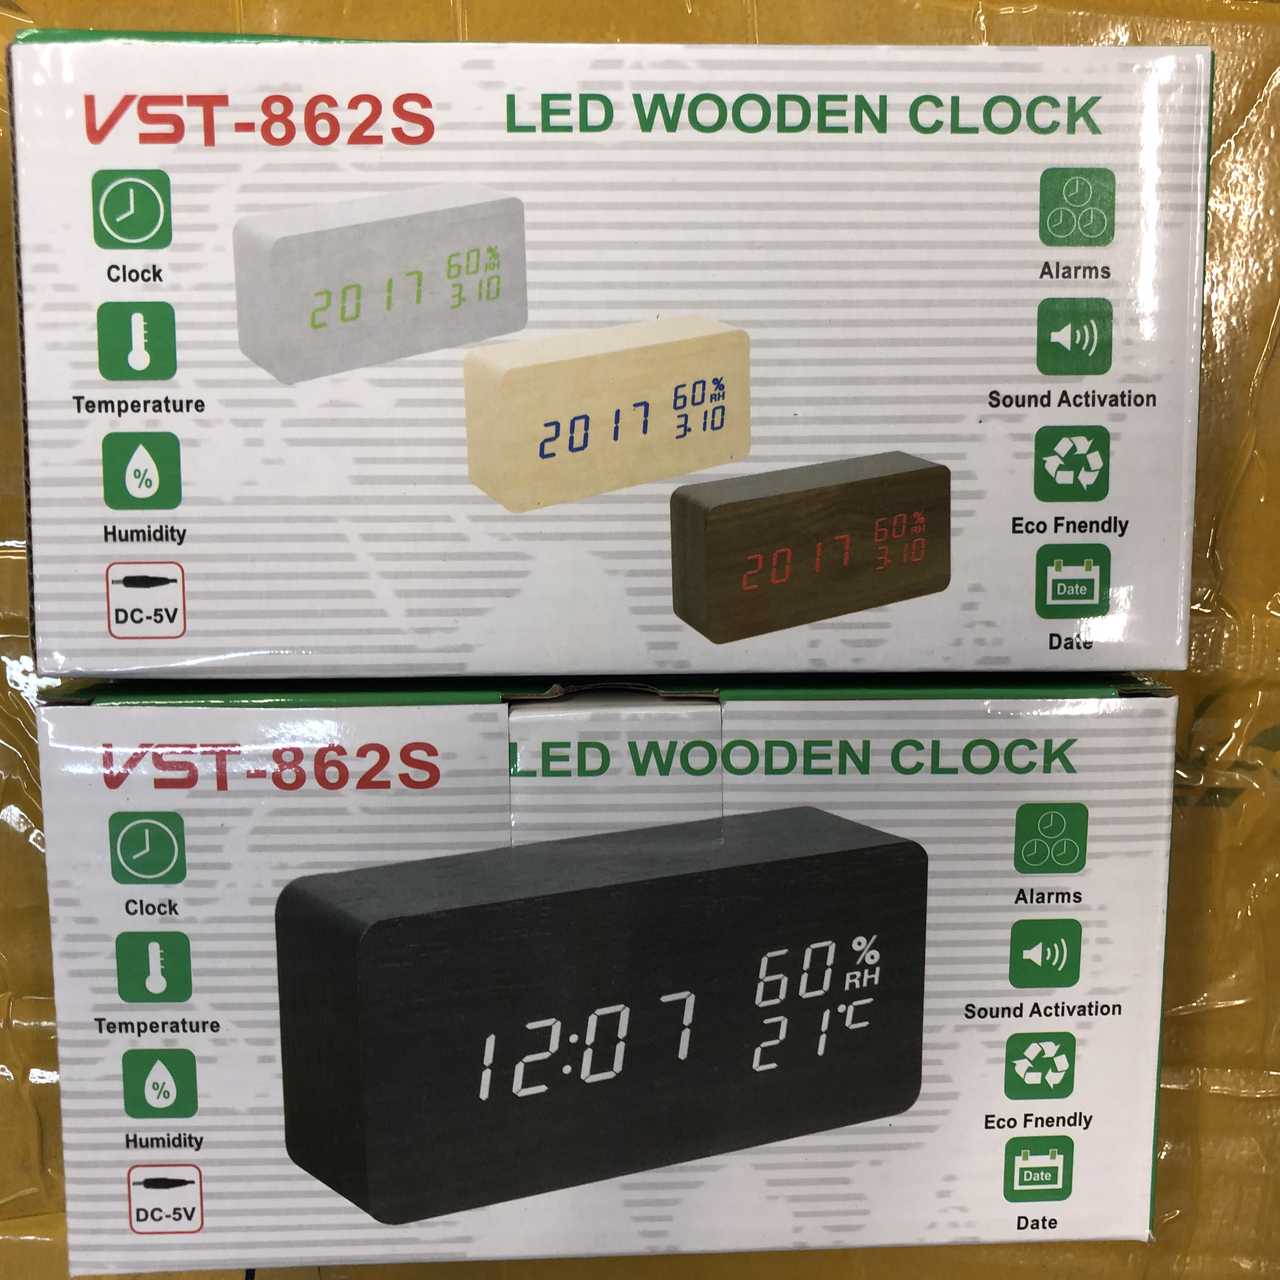 VST-862S LED WOODEN CLOCK
Clock
Temperature
Humidity
DC-5V
2017 60% RH
3.10
2017 60% RH
3.10
2017 60% RH
3.10
Alarms
Sound Activation
Eco Fnendly
Date
Date
VST-862S LED WOODEN CLOCK
Clock
Temperature
%
Humidity
DC-5V
12:07 60% RH
21°C
Alarms
Sound Activation
Eco Fnendly
Date
Date